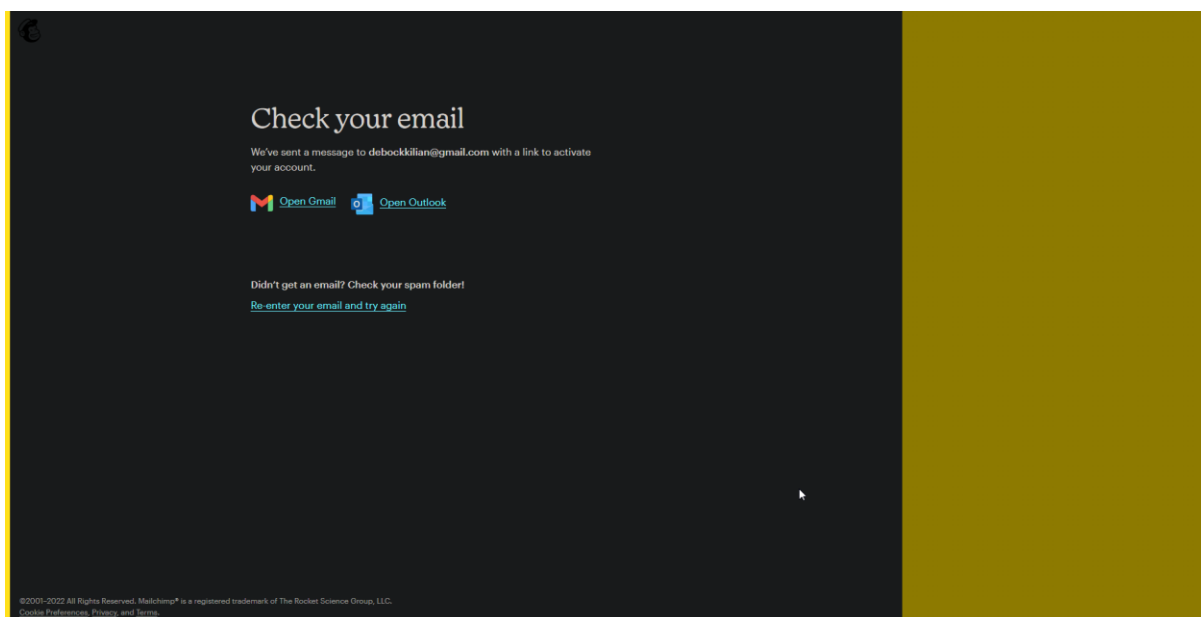 Check your email
We've sent a message to debockkilian@gmail.com with a link to activate
your account.
Open Gmail Open Outlook
Didn't get an email? Check your spam folder!
Re-enter your email and try again
©2001–2022 All Rights Reserved. Mailchimp® is a registered trademark of The Rocket Science Group, LLC.
Cookie Preferences, Privacy, and Terms.